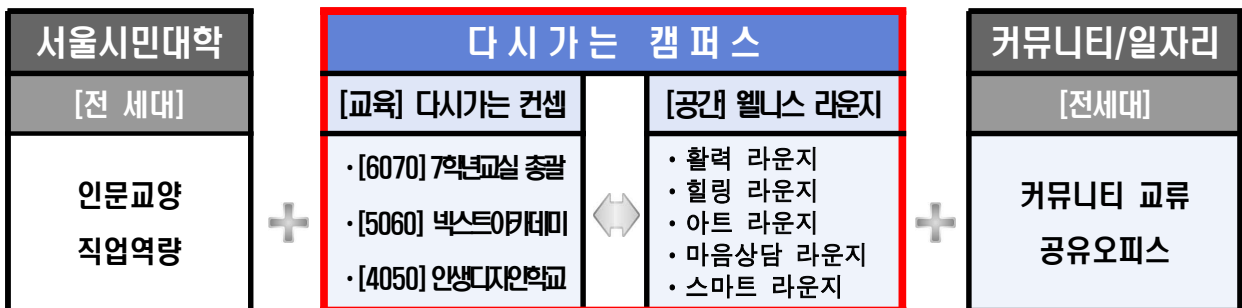 서울시민대학
[전 세대]
인문교양
직업역량
다시가는 캠퍼스
[교육] 다시가는 컨셉
· [6070] 7학년교실 총괄
· [5060] 넥스트아카데미
· [4050] 인생디자인학교
[공간] 웰니스 라운지
· 활력 라운지
· 힐링 라운지
· 아트 라운지
· 마음상담 라운지
· 스마트 라운지
커뮤니티/일자리
[전세대]
커뮤니티 교류
공유오피스